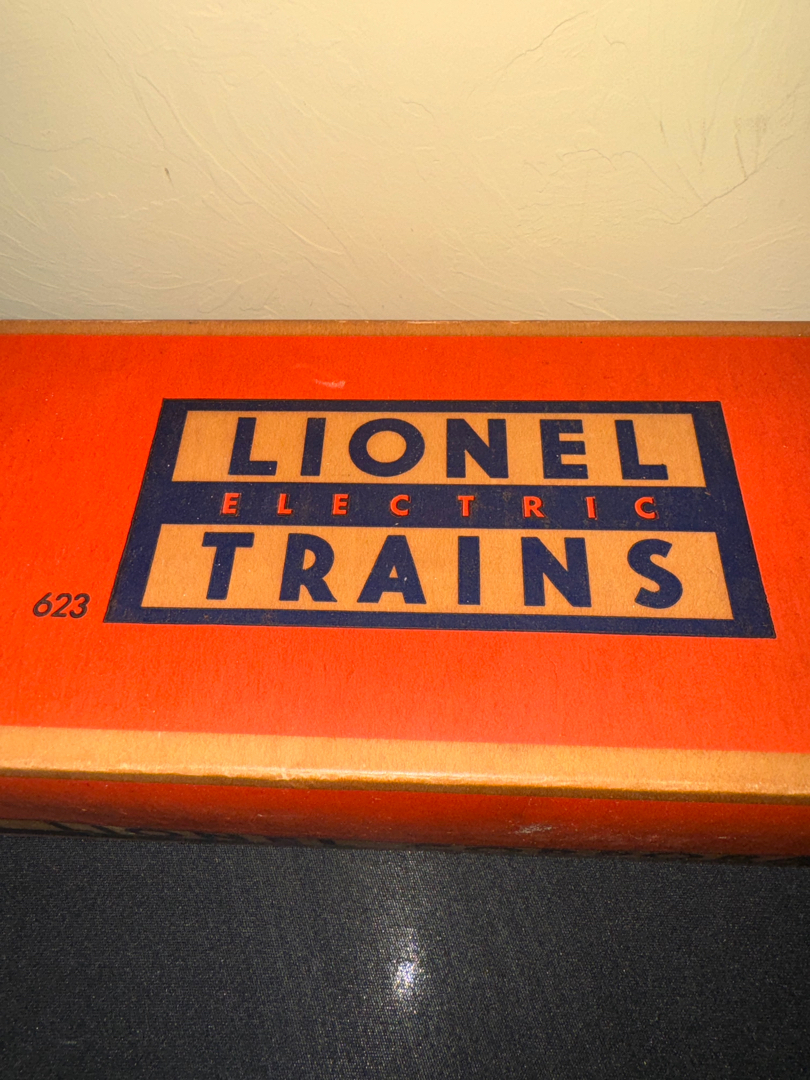 LIONEL
ELECTRIC
TRAINS
623